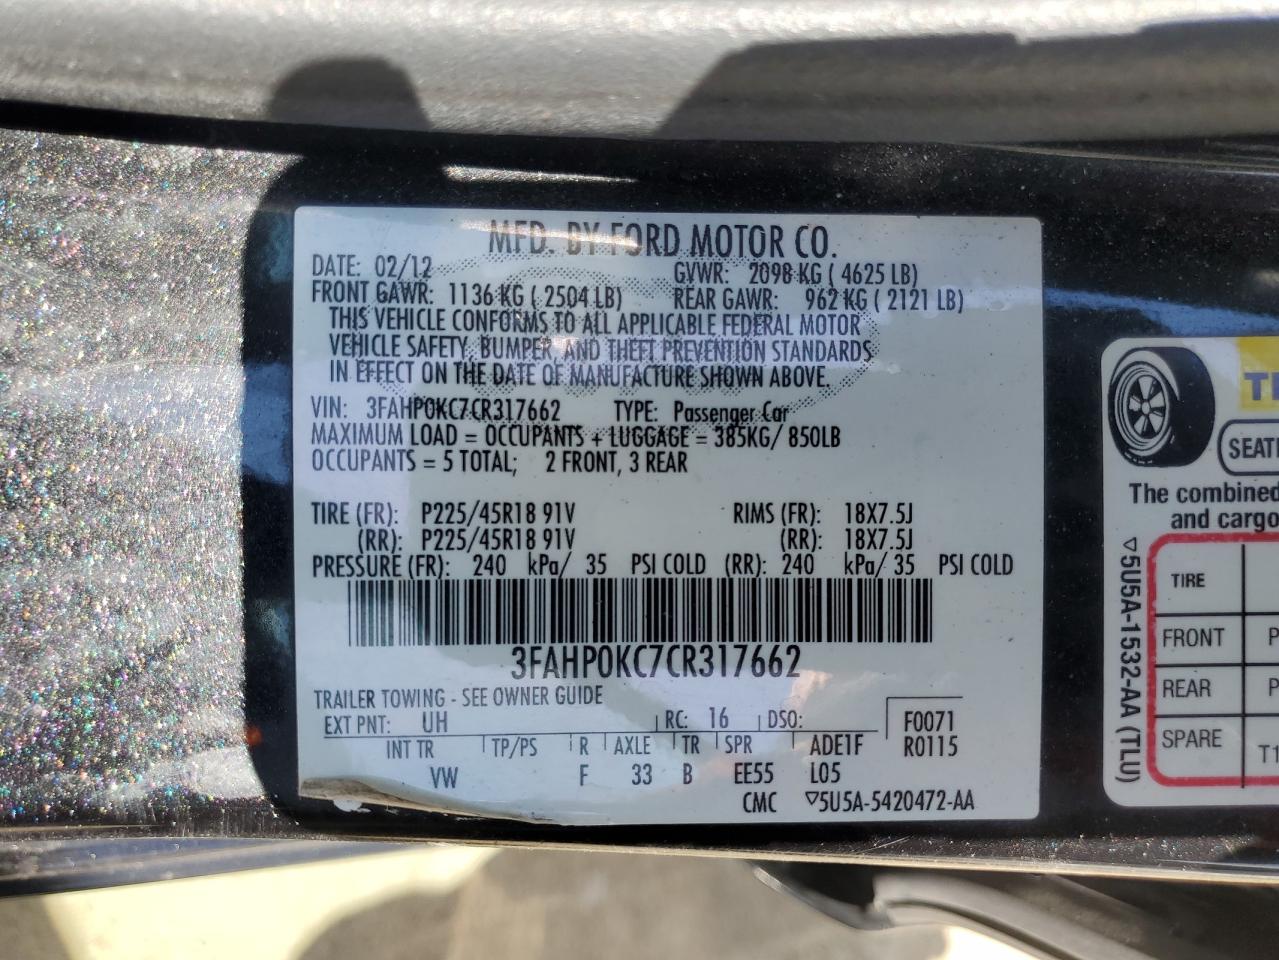 MFD. BY FORD MOTOR CO.
DATE: 02/12 GVWR: 2098 KG ( 4625 LB)
FRONT GAWR: 1136 KG ( 2504 LB) REAR GAWR: 962 KG ( 2121 LB)
THIS VEHICLE CONFORMS TO ALL APPLICABLE FEDERAL MOTOR
VEHICLE SAFETY, BUMPER, AND THEFT PREVENTION STANDARDS
IN EFFECT ON THE DATE OF MANUFACTURE SHOWN ABOVE.
VIN: 3FAHP0KC7CR317662 TYPE: Passenger Car
MAXIMUM LOAD = OCCUPANTS + LUGGAGE = 385KG/ 850LB
OCCUPANTS = 5 TOTAL; 2 FRONT, 3 REAR
TIRE (FR): P225/45R18 91V RIMS (FR): 18X7.5J
(RR): P225/45R18 91V (RR): 18X7.5J
PRESSURE (FR): 240 kPa/ 35 PSI COLD (RR): 240 kPa/ 35 PSI COLD
3FAHP0KC7CR317662
TRAILER TOWING - SEE OWNER GUIDE
EXT PNT: UH RC: 16 DSO: F0071
INT TR TP/PS R AXLE TR SPR ADE1F R0115
VW F 33 B EE55 L05
CMC ▽5U5A-5420472-AA
SEATI
The combined
and cargo
TIRE
FRONT P
REAR P
SPARE T1
▽5U5A-1532-AA (TLU)